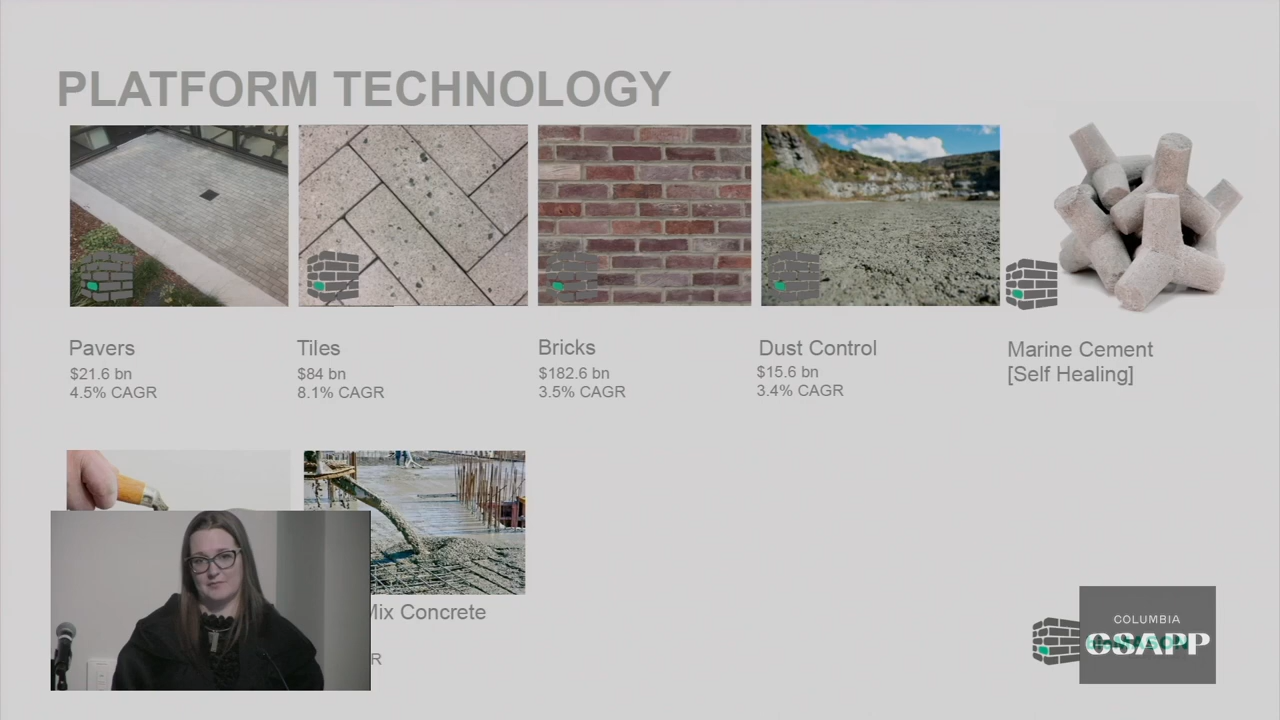 PLATFORM TECHNOLOGY
Pavers
$21.6 bn
4.5% CAGR
Tiles
$84 bn
8.1% CAGR
Bricks
$182.6 bn
3.5% CAGR
Dust Control
$15.6 bn
3.4% CAGR
Marine Cement
[Self Healing]
Mix Concrete
R
COLUMBIA
GSAPP